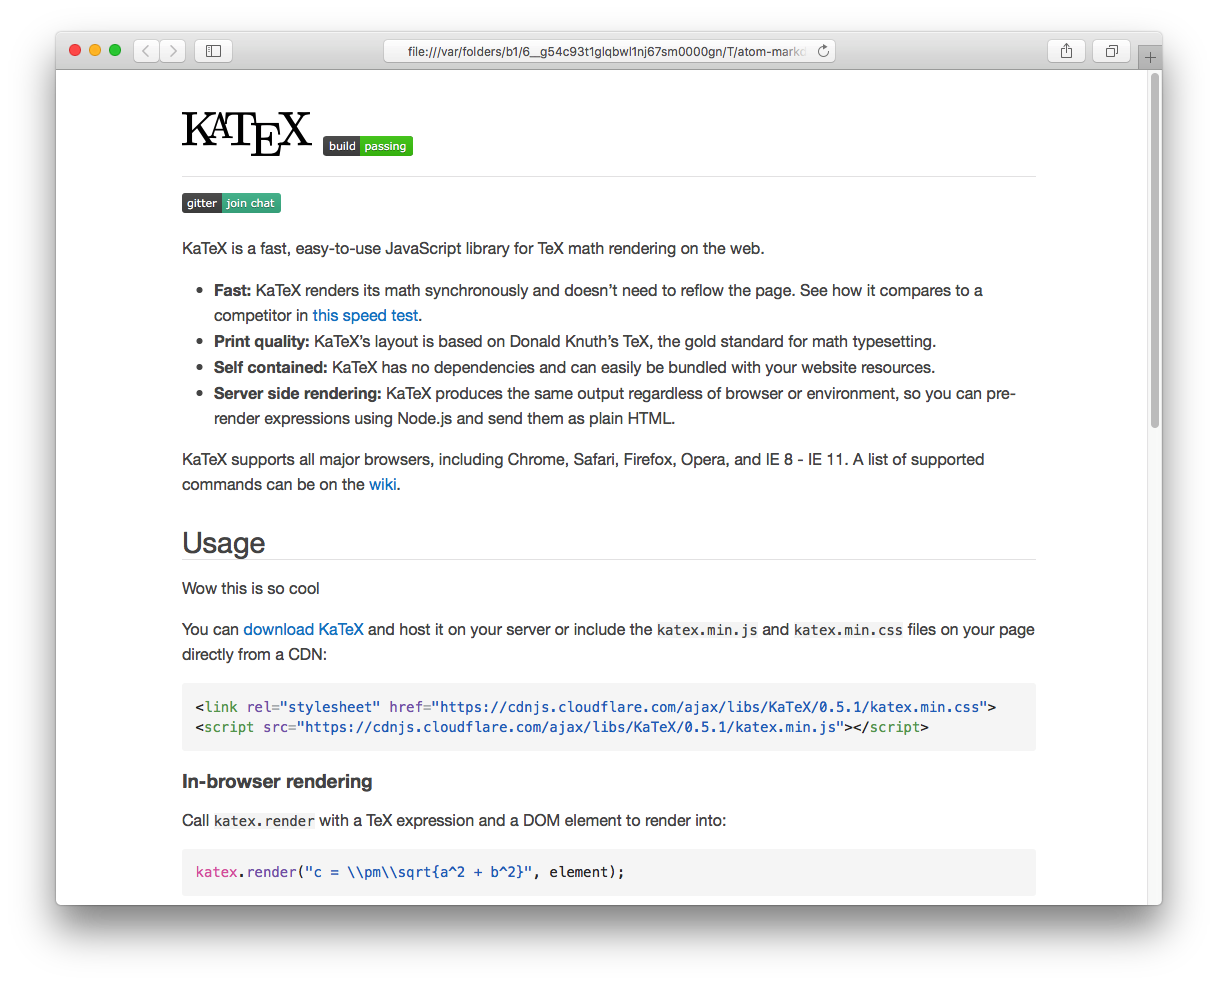 file:///var/folders/b1/6__g54c93t1glqbwl1nj67sm0000gn/T/atom-markd
KATEX
build passing
gitter join chat
KaTeX is a fast, easy-to-use JavaScript library for TeX math rendering on the web.
• Fast: KaTeX renders its math synchronously and doesn’t need to reflow the page. See how it compares to a
competitor in this speed test.
• Print quality: KaTeX’s layout is based on Donald Knuth’s TeX, the gold standard for math typesetting.
• Self contained: KaTeX has no dependencies and can easily be bundled with your website resources.
• Server side rendering: KaTeX produces the same output regardless of browser or environment, so you can pre-
render expressions using Node.js and send them as plain HTML.
KaTeX supports all major browsers, including Chrome, Safari, Firefox, Opera, and IE 8 - IE 11. A list of supported
commands can be on the wiki.
Usage
Wow this is so cool
You can download KaTeX and host it on your server or include the katex.min.js and katex.min.css files on your page
directly from a CDN:
<link rel="stylesheet" href="https://cdnjs.cloudflare.com/ajax/libs/KaTeX/0.5.1/katex.min.css">
<script src="https://cdnjs.cloudflare.com/ajax/libs/KaTeX/0.5.1/katex.min.js"></script>
In-browser rendering
Call katex.render with a TeX expression and a DOM element to render into:
katex.render("c = \\pm\\sqrt{a^2 + b^2}", element);